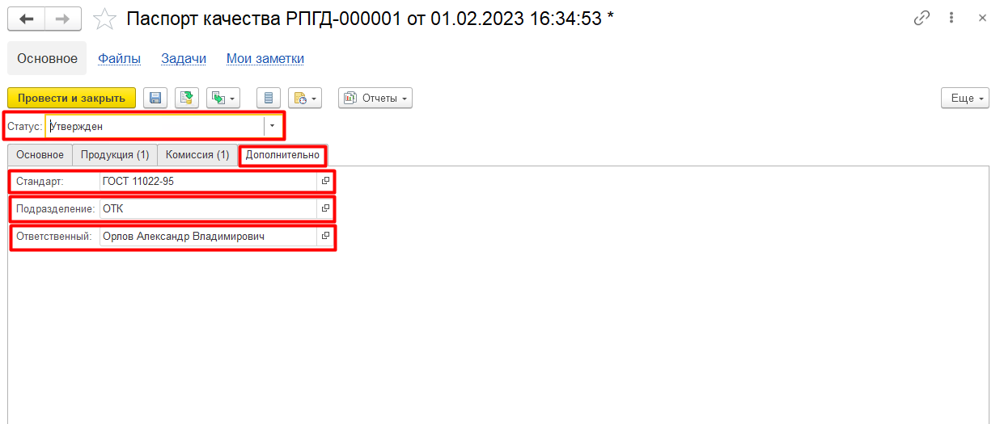 Паспорт качества РПГД-000001 от 01.02.2023 16:34:53 *
Основное Файлы Задачи Мои заметки
Провести и закрыть Отчеты Еще
Статус: Утвержден
Основное Продукция (1) Комиссия (1) Дополнительно
Стандарт: ГОСТ 11022-95
Подразделение: ОТК
Ответственный: Орлов Александр Владимирович